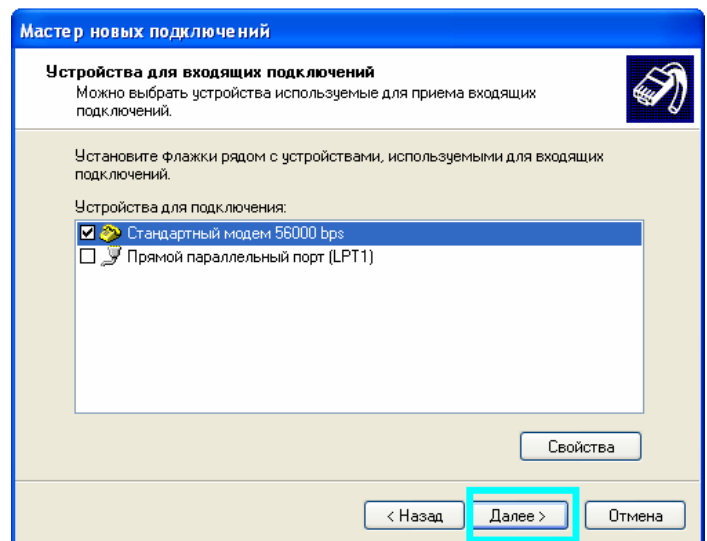 Мастер новых подключений
Устройства для входящих подключений
Можно выбрать устройства используемые для приема входящих
подключений.
Установите флажки рядом с устройствами, используемыми для входящих
подключений.
Устройства для подключения:
Стандартный модем 56000 bps
Прямой параллельный порт (LPT1)
Свойства
< Назад
Далее >
Отмена